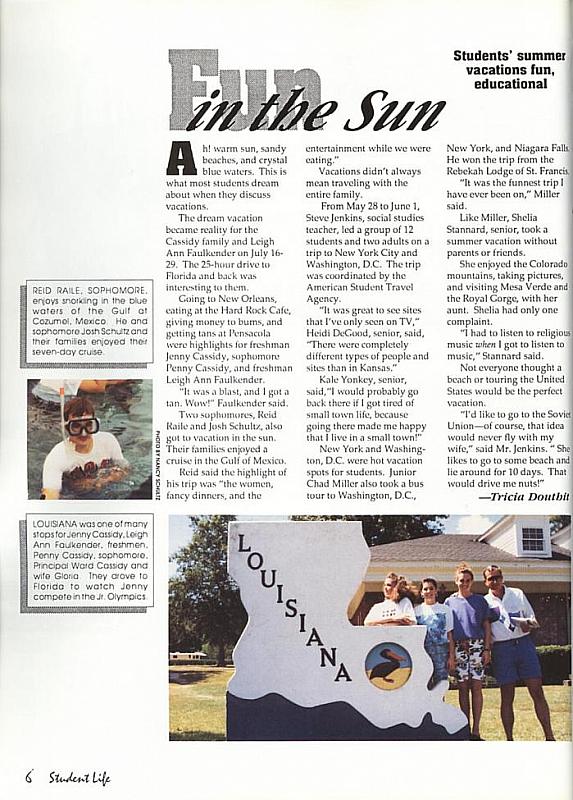 Fun
in the Sun
Students' summer
vacations fun,
educational
Ah! warm sun, sandy
beaches, and crystal
blue waters. This is
what most students dream
about when they discuss
vacations.
The dream vacation
became reality for the
Cassidy family and Leigh
Ann Faulkender on July 16-
29. The 25-hour drive to
Florida and back was
interesting to them.
Going to New Orleans,
eating at the Hard Rock Cafe,
giving money to bums, and
getting tans at Pensacola
were highlights for freshman
Jenny Cassidy, sophomore
Penny Cassidy, and freshman
Leigh Ann Faulkender.
"It was a blast, and I got a
tan. Wow!" Faulkender said.
Two sophomores, Reid
Raile and Josh Schultz, also
got to vacation in the sun.
Their families enjoyed a
cruise in the Gulf of Mexico.
Reid said the highlight of
his trip was "the women,
fancy dinners, and the
entertainment while we were
eating."
Vacations didn't always
mean traveling with the
entire family.
From May 28 to June 1,
Steve Jenkins, social studies
teacher, led a group of 12
students and two adults on a
trip to New York City and
Washington, D.C. The trip
was coordinated by the
American Student Travel
Agency.
"It was great to see sites
that I've only seen on TV,"
Heidi DeGood, senior, said,
"There were completely
different types of people and
sites than in Kansas."
Kale Yonkey, senior,
said, "I would probably go
back there if I got tired of
small town life, because
going there made me happy
that I live in a small town!"
New York and Washing-
ton, D.C. were hot vacation
spots for students. Junior
Chad Miller also took a bus
tour to Washington, D.C.,
New York, and Niagara Falls.
He won the trip from the
Rebekah Lodge of St. Francis.
"It was the funnest trip I
have ever been on," Miller
said.
Like Miller, Shelia
Stannard, senior, took a
summer vacation without
parents or friends.
She enjoyed the Colorado
mountains, taking pictures,
and visiting Mesa Verde and
the Royal Gorge, with her
aunt. Shelia had only one
complaint.
"I had to listen to religious
music when I got to listen to
music," Stannard said.
Not everyone thought a
beach or touring the United
States would be the perfect
vacation.
"I'd like to go to the Soviet
Union—of course, that idea
would never fly with my
wife," said Mr. Jenkins. "She
likes to go to some beach and
lie around for 10 days. That
would drive me nuts!"
—Tricia Douthit
REID RAILE, SOPHOMORE,
enjoys snorkling in the blue
waters of the Gulf at
Cozumel, Mexico. He and
sophomore Josh Schultz and
their families enjoyed their
seven-day cruise.
PHOTO BY NANCY SCHULTZ
LOUISIANA was one of many
stops for Jenny Cassidy, Leigh
Ann Faulkender, freshmen,
Penny Cassidy, sophomore,
Principal Ward Cassidy and
wife Gloria. They drove to
Florida to watch Jenny
compete in the Jr. Olympics.
LOUISIANA
6 Student Life